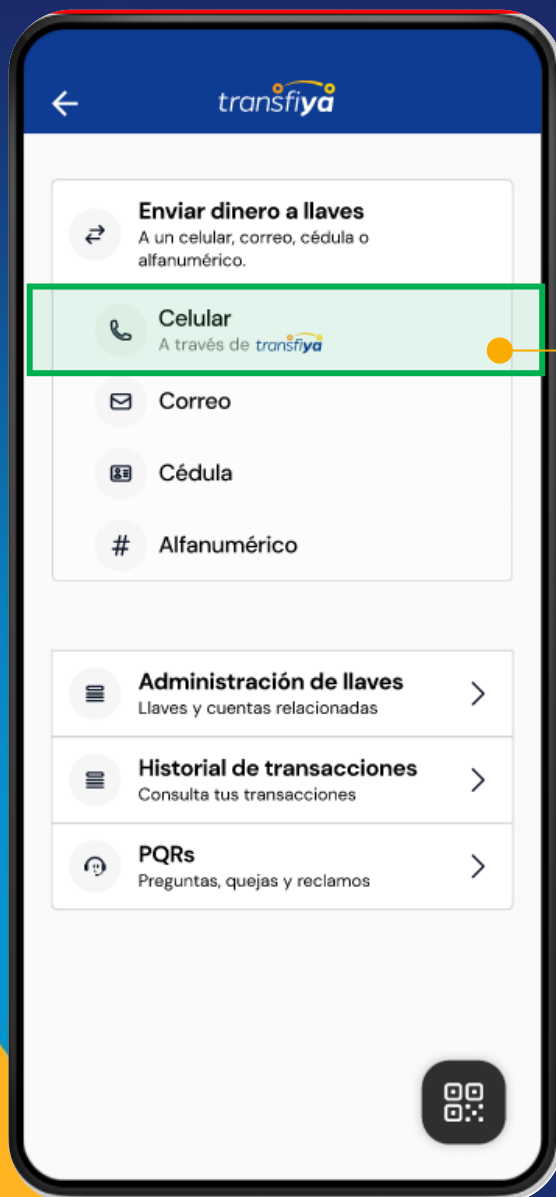 transfiya
Enviar dinero a llaves
A un celular, correo, cédula o
alfanumérico.
Celular
A través de transfiya
Correo
Cédula
# Alfanumérico
Administración de llaves
Llaves y cuentas relacionadas
Historial de transacciones
Consulta tus transacciones
PQRs
Preguntas, quejas y reclamos